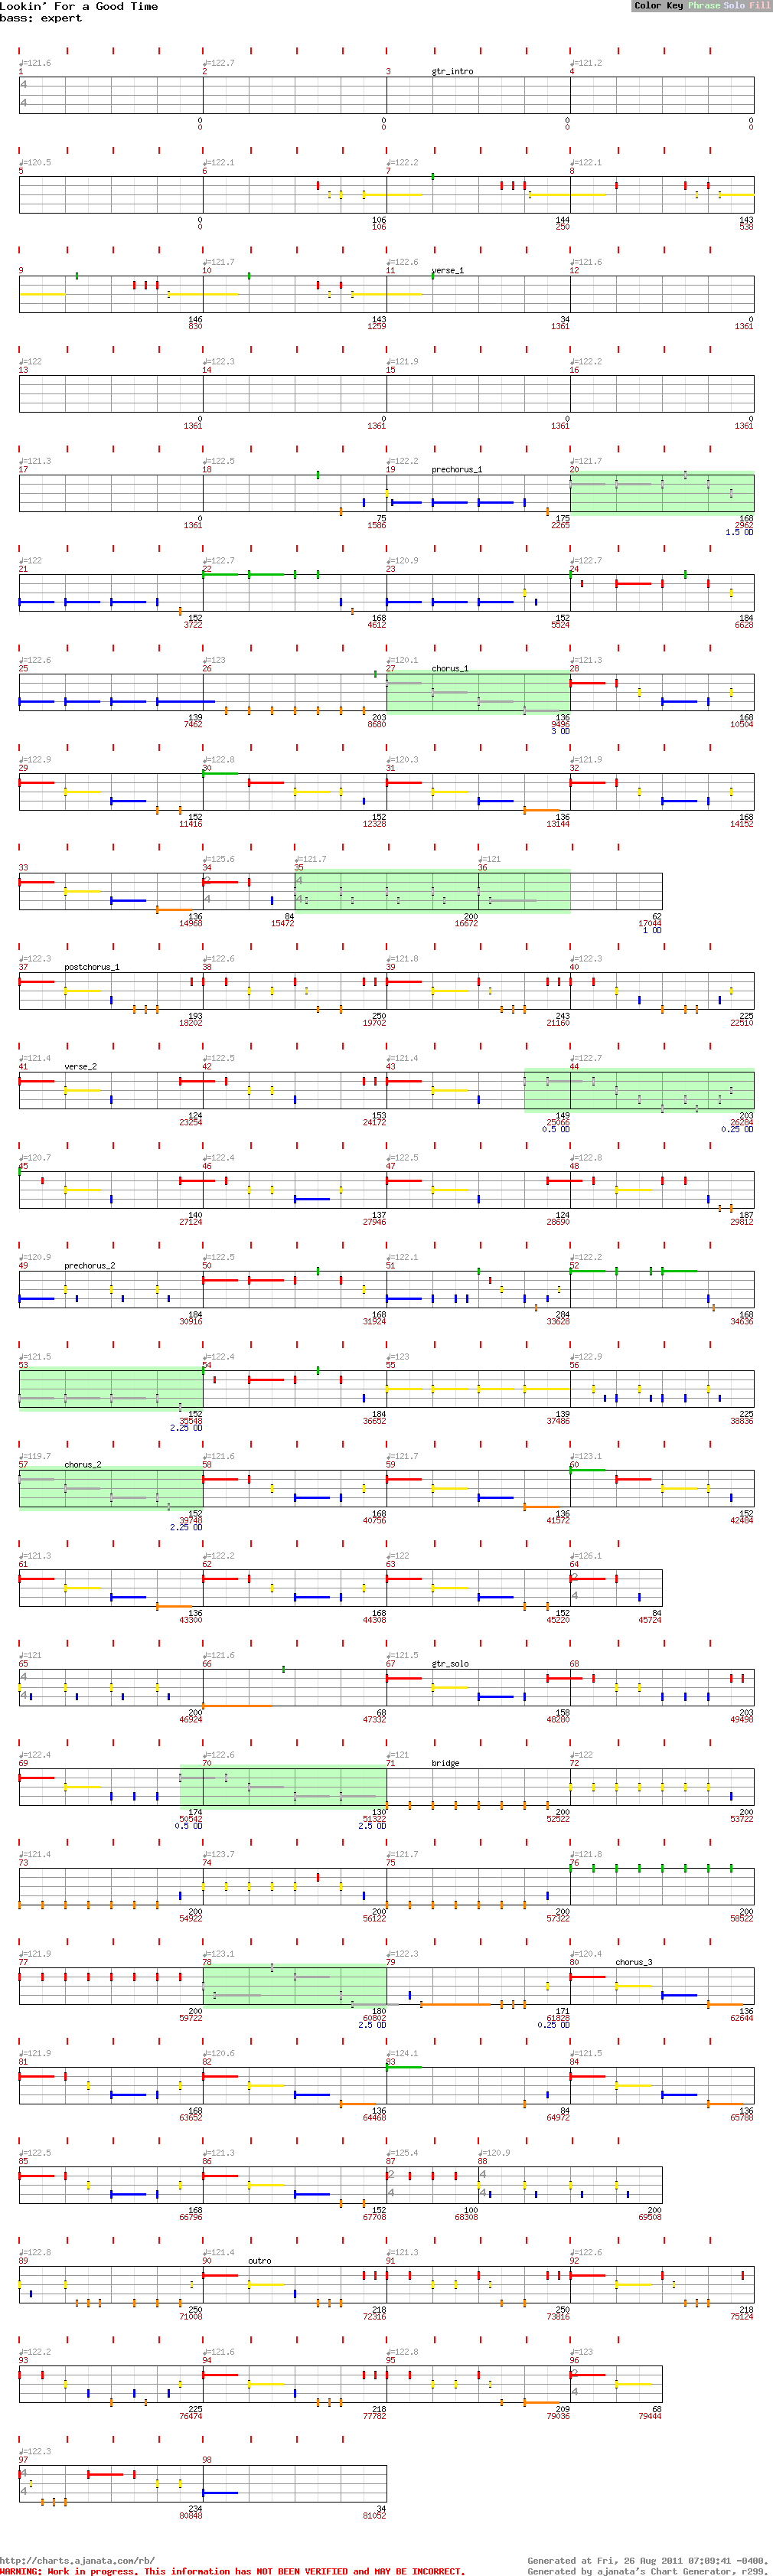 Lookin' For a Good Time
Color Key Phrase Solo Fill
bass: expert
♩=121.6 ♩=122.7 ♩=121.2
1 2 3 gtr_intro 4
4
4
0 0 0 0
0 0 0 0
♩=120.5 ♩=122.1 ♩=122.2 ♩=122.1
5 6 7 8
0 106 144 143
0 106 250 538
♩=121.7 ♩=122.6 ♩=121.6
9 10 11 verse_1 12
146 143 34 0
830 1259 1361 1361
♩=122 ♩=122.3 ♩=121.9 ♩=122.2
13 14 15 16
0 0 0 0
1361 1361 1361 1361
♩=121.3 ♩=122.5 ♩=122.2 ♩=121.7
17 18 19 prechorus_1 20
0 75 175 168
1361 1586 2265 2962
1.5 OD
♩=122 ♩=122.7 ♩=120.9 ♩=122.7
21 22 23 24
152 168 152 184
3722 4612 5524 6628
♩=122.6 ♩=123 ♩=120.1 ♩=121.3
25 26 27 chorus_1 28
139 203 136 168
7462 8680 9496 10504
3 OD
♩=122.9 ♩=122.8 ♩=120.3 ♩=121.9
29 30 31 32
152 152 136 168
11416 12328 13144 14152
♩=125.6 ♩=121.7 ♩=121
33 34 35 36
2 4
4 4
136 84 200 62
14968 15472 16672 17044
1 OD
♩=122.3 ♩=122.6 ♩=121.8 ♩=122.3
37 postchorus_1 38 39 40
193 250 243 225
18202 19702 21160 22510
♩=121.4 ♩=122.5 ♩=121.4 ♩=122.7
41 verse_2 42 43 44
124 153 149 203
23254 24172 25066 26284
0.5 OD 0.25 OD
♩=120.7 ♩=122.4 ♩=122.5 ♩=122.8
45 46 47 48
140 137 124 187
27124 27946 28690 29812
♩=120.9 ♩=122.5 ♩=122.1 ♩=122.2
49 prechorus_2 50 51 52
184 168 284 168
30916 31924 33628 34636
♩=121.5 ♩=122.4 ♩=123 ♩=122.9
53 54 55 56
152 184 139 225
35548 36652 37486 38836
2.25 OD
♩=119.7 ♩=121.6 ♩=121.7 ♩=123.1
57 chorus_2 58 59 60
152 168 136 152
39748 40756 41572 42484
2.25 OD
♩=121.3 ♩=122.2 ♩=122 ♩=126.1
61 62 63 64
2
4
136 168 152 84
43300 44308 45220 45724
♩=121 ♩=121.6 ♩=121.5
65 66 67 gtr_solo 68
4
4
200 68 158 203
46924 47332 48280 49498
♩=122.4 ♩=122.6 ♩=121 ♩=122
69 70 71 bridge 72
174 130 200 200
50542 51322 52522 53722
0.5 OD 2.5 OD
♩=121.4 ♩=123.7 ♩=121.7 ♩=121.8
73 74 75 76
200 200 200 200
54922 56122 57322 58522
♩=121.9 ♩=123.1 ♩=122.3 ♩=120.4
77 78 79 80 chorus_3
200 180 171 136
59722 60802 61828 62644
2.5 OD 0.25 OD
♩=121.9 ♩=120.6 ♩=124.1 ♩=121.5
81 82 83 84
168 136 84 136
63652 64468 64972 65788
♩=122.5 ♩=121.3 ♩=125.4 ♩=120.9
85 86 87 88
2 4
4 4
168 152 100 200
66796 67708 68308 69508
♩=122.8 ♩=121.4 ♩=121.3 ♩=122.6
89 90 outro 91 92
250 218 250 218
71008 72316 73816 75124
♩=122.2 ♩=121.6 ♩=122.8 ♩=123
93 94 95 96
2
4
225 218 209 68
76474 77782 79036 79444
♩=122.3
97 98
4
4
234 34
80848 81052
http://charts.ajanata.com/rb/
Generated at Fri, 26 Aug 2011 07:09:41 -0400.
WARNING: Work in progress. This information has NOT BEEN VERIFIED and MAY BE INCORRECT.
Generated by ajanata's Chart Generator, r299.